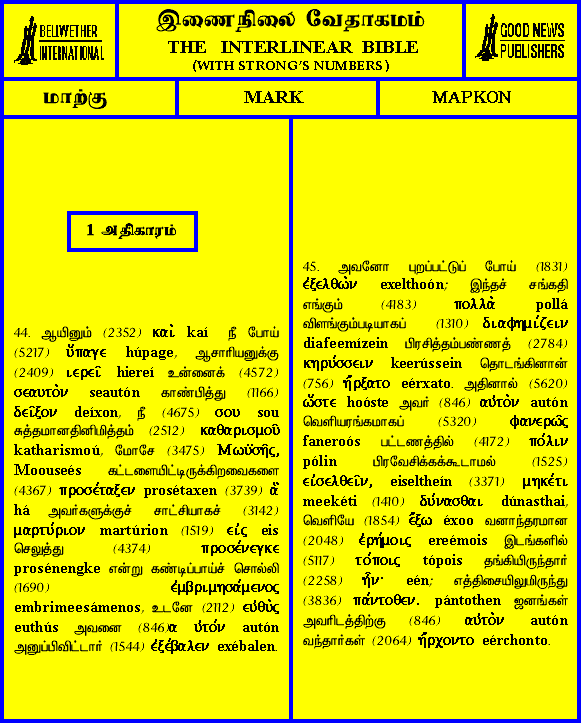 BELLWETHER
INTERNATIONAL
இணைநிலை வேதாகமம்
THE INTERLINEAR BIBLE
(WITH STRONG'S NUMBERS)
GOOD NEWS
PUBLISHERS
மாற்கு
MARK
ΜΑΡΚΟΝ
1 அதிகாரம்
44. ஆயினும் (2352) καὶ kaí நீ போய்
(5217) ὕπαγε húpage, ஆசாரியனுக்கு
(2409) ιερεῖ hiereí உன்னைக் (4572)
σεαυτὸν seautón காண்பித்து (1166)
δεῖξον deíxon, நீ (4675) σου sou
சுத்தமானதினிமித்தம் (2512) καθαρισμοῦ
katharismoú, மோசே (3475) Μωϋσῆς,
Moouseés கட்டளையிட்டிருக்கிறவைகளை
(4367) προσέταξεν prosétaxen (3739) ἃ
há அவர்களுக்குச் சாட்சியாகச் (3142)
μαρτύριον martúrion (1519) εἰς eis
செலுத்து (4374) προσένεγκε
prosénengke என்று கண்டிப்பாய்ச் சொல்லி
(1690) ἐμβριμησάμενος
embrimeesámenos, உடனே (2112) εὐθὺς
euthús அவனை (846)α ὐτόν autón
அனுப்பிவிட்டார் (1544) ἐξέβαλεν exébalen.
45. அவனோ புறப்பட்டுப் போய் (1831)
ἐξελθὼν exelthoón; இந்தச் சங்கதி
எங்கும் (4183) πολλὰ pollá
விளங்கும்படியாகப் (1310) διαφημίζειν
diafeemízein பிரசித்தம்பண்ணத் (2784)
κηρύσσειν keerússein தொடங்கினான்
(756) ἤρξατο eérxato. அதினால் (5620)
ὥστε hoóste அவர் (846) αὐτὸν autón
வெளியரங்கமாகப் (5320) φανερῶς
faneroós பட்டணத்தில் (4172) πόλιν
pólin பிரவேசிக்கக்கூடாமல் (1525)
εἰσελθεῖν, eiseltheín (3371) μηκέτι
meekéti (1410) δύνασθαι dúnasthai,
வெளியே (1854) ἔξω éxoo வனாந்தரமான
(2048) ἐρήμοις ereémois இடங்களில்
(5117) τόποις tópois தங்கியிருந்தார்
(2258) ἦν· eén; எத்திசையிலுமிருந்து
(3836) πάντοθεν. pántothen ஜனங்கள்
அவரிடத்திற்கு (846) αὐτὸν autón
வந்தார்கள் (2064) ἤρχοντο eérchonto.